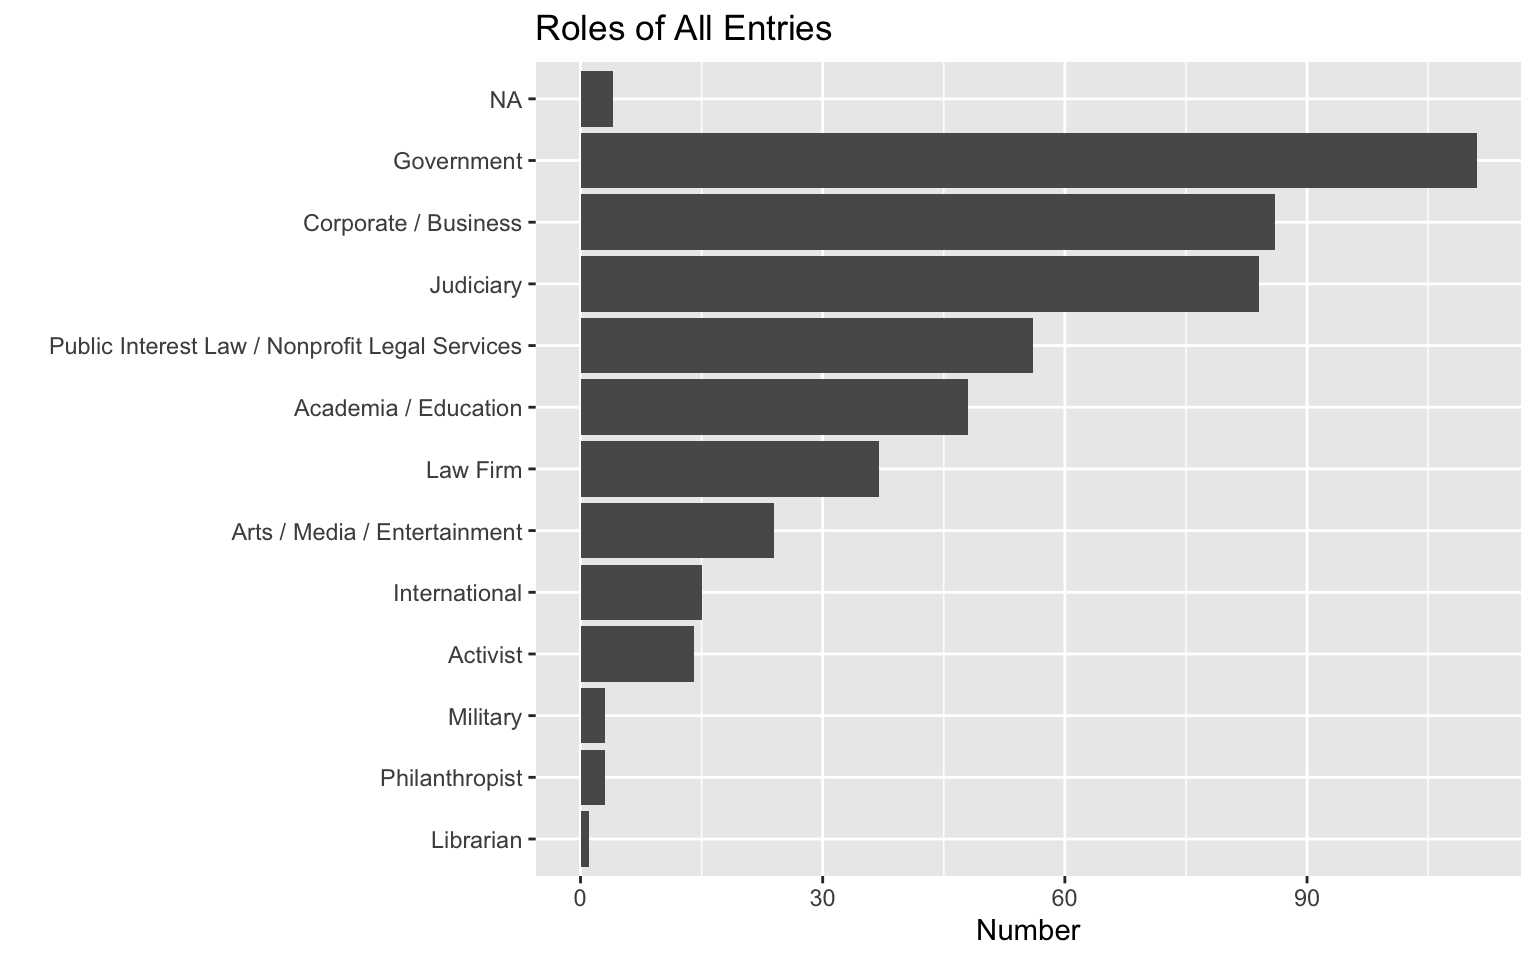 Roles of All Entries
NA
Government
Corporate / Business
Judiciary
Public Interest Law / Nonprofit Legal Services
Academia / Education
Law Firm
Arts / Media / Entertainment
International
Activist
Military
Philanthropist
Librarian
0 30 60 90
Number